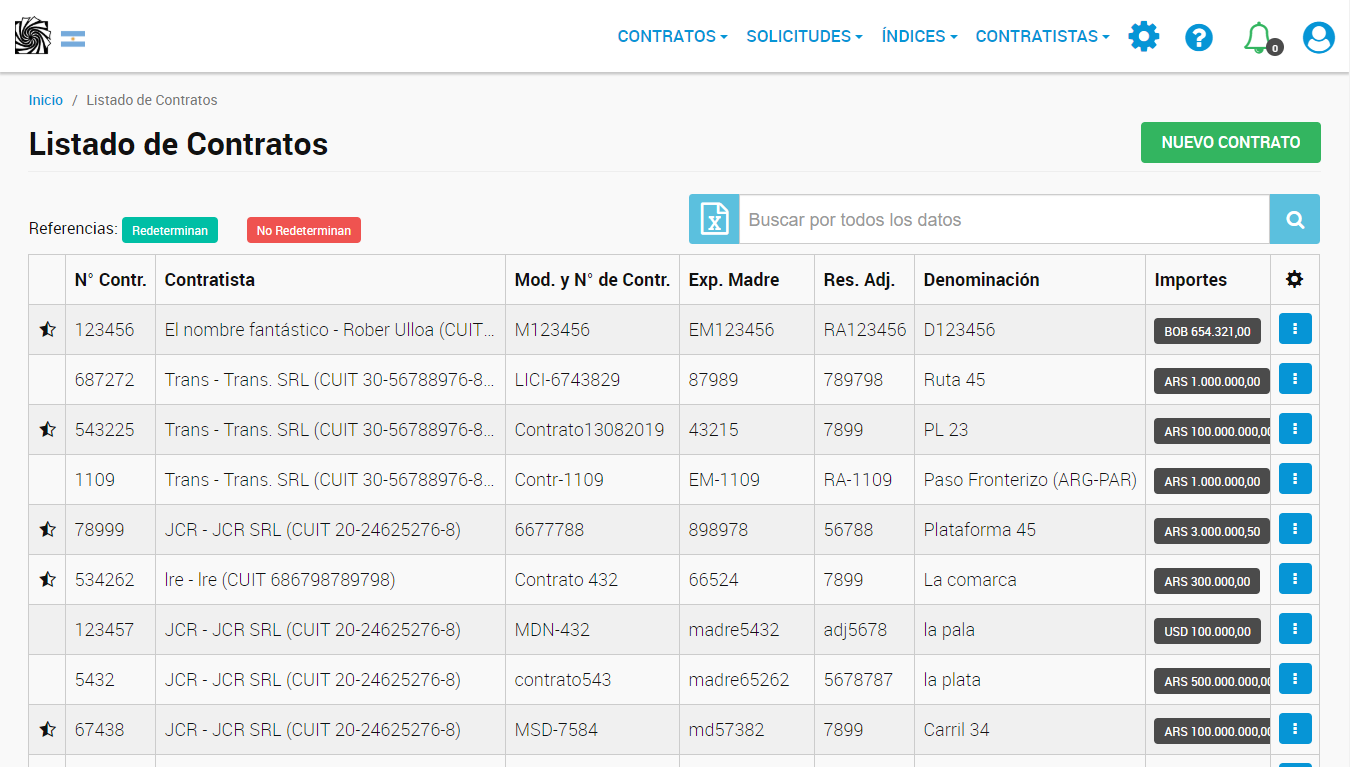 CONTRATOS SOLICITUDES ÍNDICES CONTRATISTAS 0
Inicio / Listado de Contratos
Listado de Contratos NUEVO CONTRATO
Referencias: Redeterminan No Redeterminan Buscar por todos los datos
N° Contr. Contratista Mod. y N° de Contr. Exp. Madre Res. Adj. Denominación Importes
123456 El nombre fantástico - Rober Ulloa (CUIT... M123456 EM123456 RA123456 D123456 BOB 654.321,00
687272 Trans - Trans. SRL (CUIT 30-56788976-8... LICI-6743829 87989 789798 Ruta 45 ARS 1.000.000,00
543225 Trans - Trans. SRL (CUIT 30-56788976-8... Contrato13082019 43215 7899 PL 23 ARS 100.000.000,00
1109 Trans - Trans. SRL (CUIT 30-56788976-8... Contr-1109 EM-1109 RA-1109 Paso Fronterizo (ARG-PAR) ARS 1.000.000,00
78999 JCR - JCR SRL (CUIT 20-24625276-8) 6677788 898978 56788 Plataforma 45 ARS 3.000.000,50
534262 Ire - Ire (CUIT 686798789798) Contrato 432 66524 7899 La comarca ARS 300.000,00
123457 JCR - JCR SRL (CUIT 20-24625276-8) MDN-432 madre5432 adj5678 la pala USD 100.000,00
5432 JCR - JCR SRL (CUIT 20-24625276-8) contrato543 madre65262 5678787 la plata ARS 500.000.000,00
67438 JCR - JCR SRL (CUIT 20-24625276-8) MSD-7584 md57382 7899 Carril 34 ARS 100.000.000,00